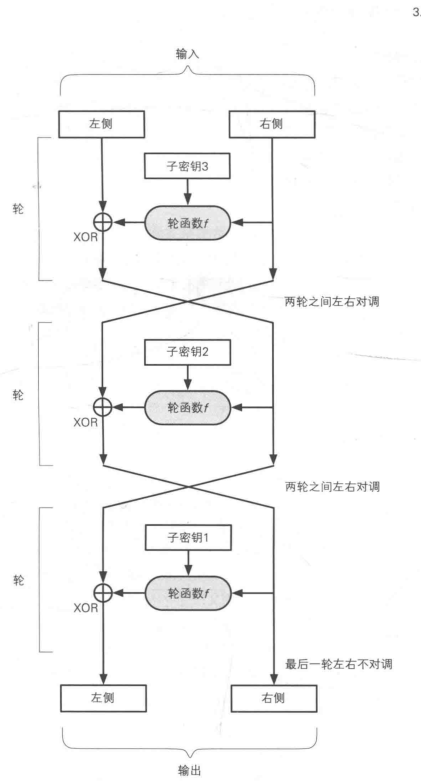 3.
输入
左侧
右侧
子密钥3
轮
轮函数f
XOR
两轮之间左右对调
子密钥2
轮
轮函数f
XOR
两轮之间左右对调
子密钥1
轮
轮函数f
XOR
最后一轮左右不对调
左侧
右侧
输出